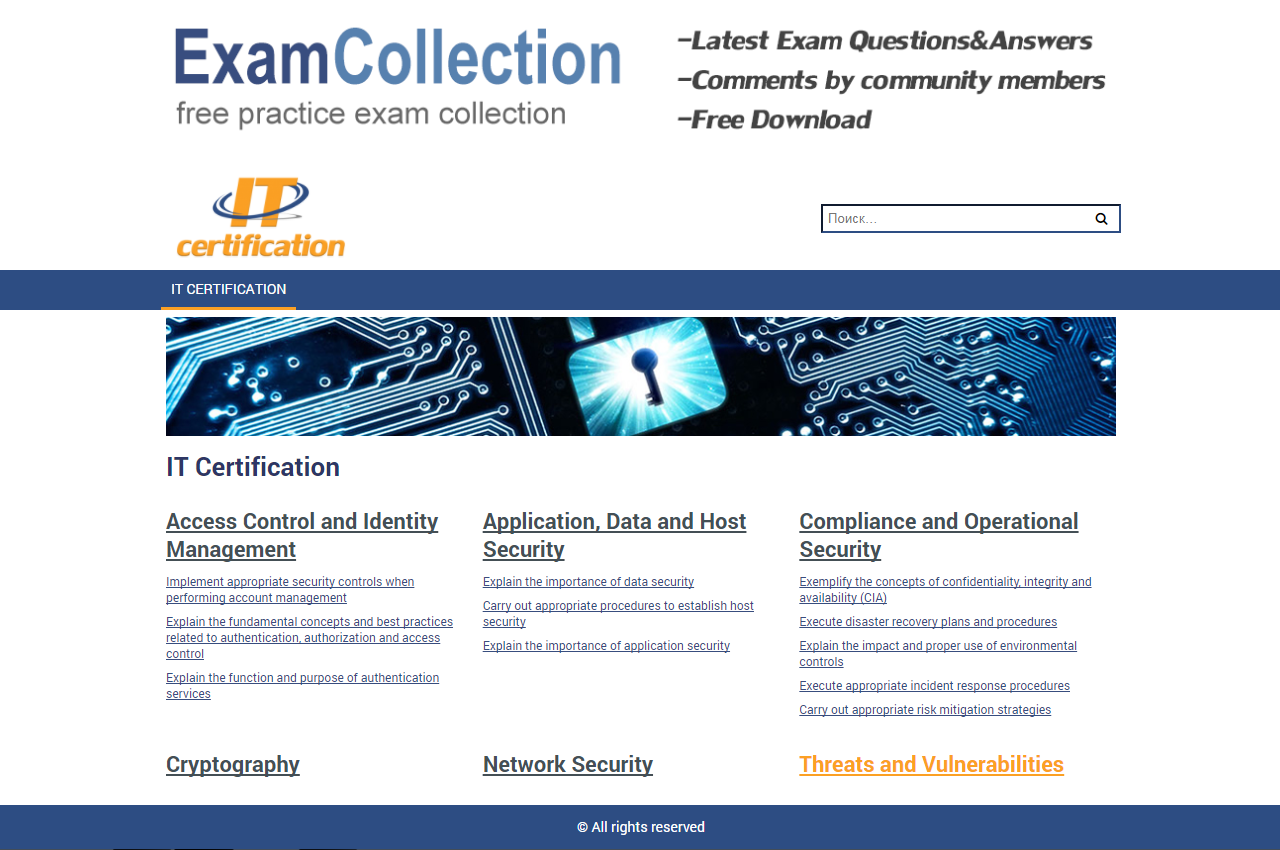 ExamCollection
free practice exam collection
-Latest Exam Questions&Answers
-Comments by community members
-Free Download
IT
certification
Поиск...
IT CERTIFICATION
IT Certification
Access Control and Identity
Management
Implement appropriate security controls when
performing account management
Explain the fundamental concepts and best practices
related to authentication, authorization and access
control
Explain the function and purpose of authentication
services
Application, Data and Host
Security
Explain the importance of data security
Carry out appropriate procedures to establish host
security
Explain the importance of application security
Compliance and Operational
Security
Exemplify the concepts of confidentiality, integrity and
availability (CIA)
Execute disaster recovery plans and procedures
Explain the impact and proper use of environmental
controls
Execute appropriate incident response procedures
Carry out appropriate risk mitigation strategies
Cryptography
Network Security
Threats and Vulnerabilities
© All rights reserved